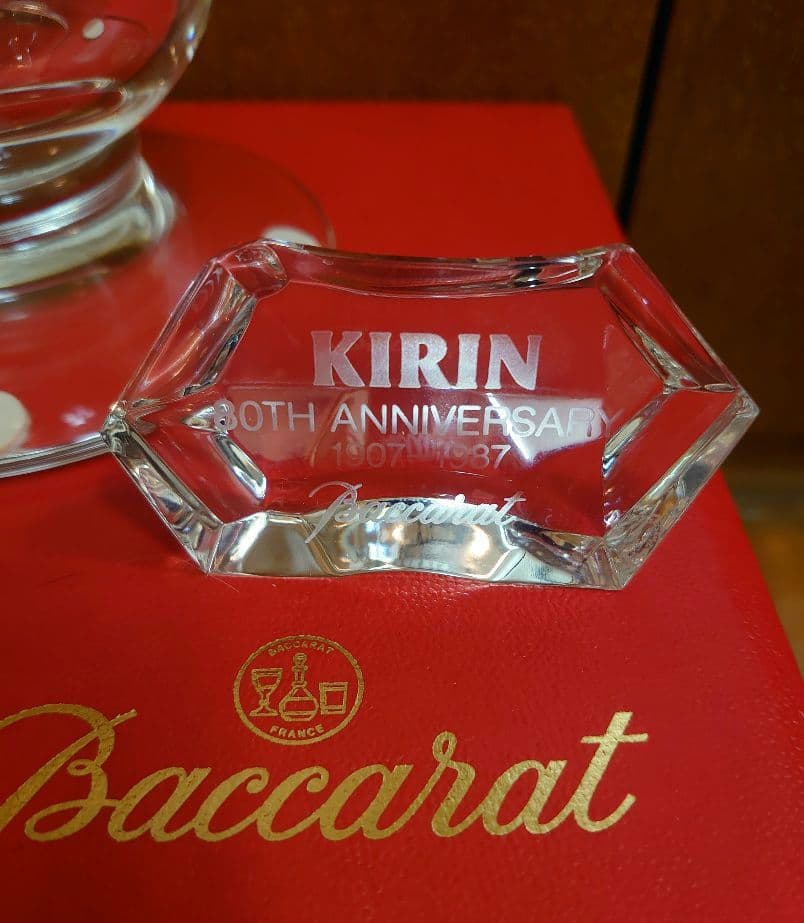 KIRIN
80TH ANNIVERSARY
1907-1987
Baccarat
BACCARAT
FRANCE
Baccarat